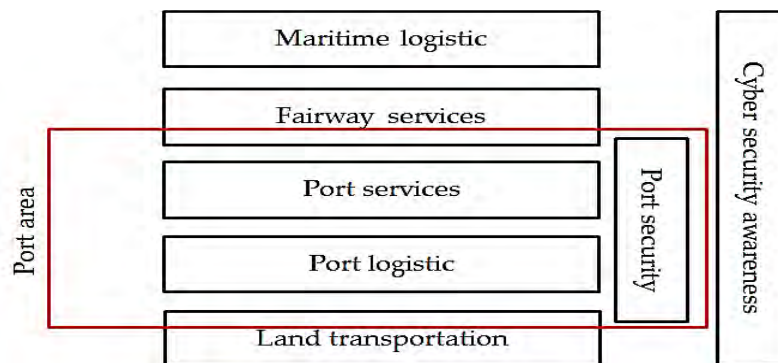 Maritime logistic
Fairway services
Port services
Port logistic
Land transportation
Port area
Port security
Cyber security awareness